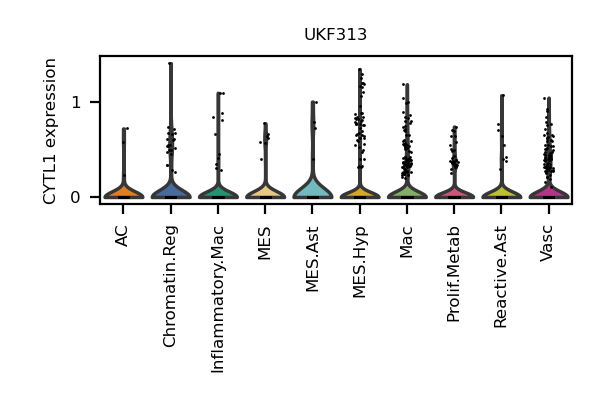 UKF313
CYTL1 expression
1
0
AC
Chromatin.Reg
Inflammatory.Mac
MES
MES.Ast
MES.Hyp
Mac
Prolif.Metab
Reactive.Ast
Vasc